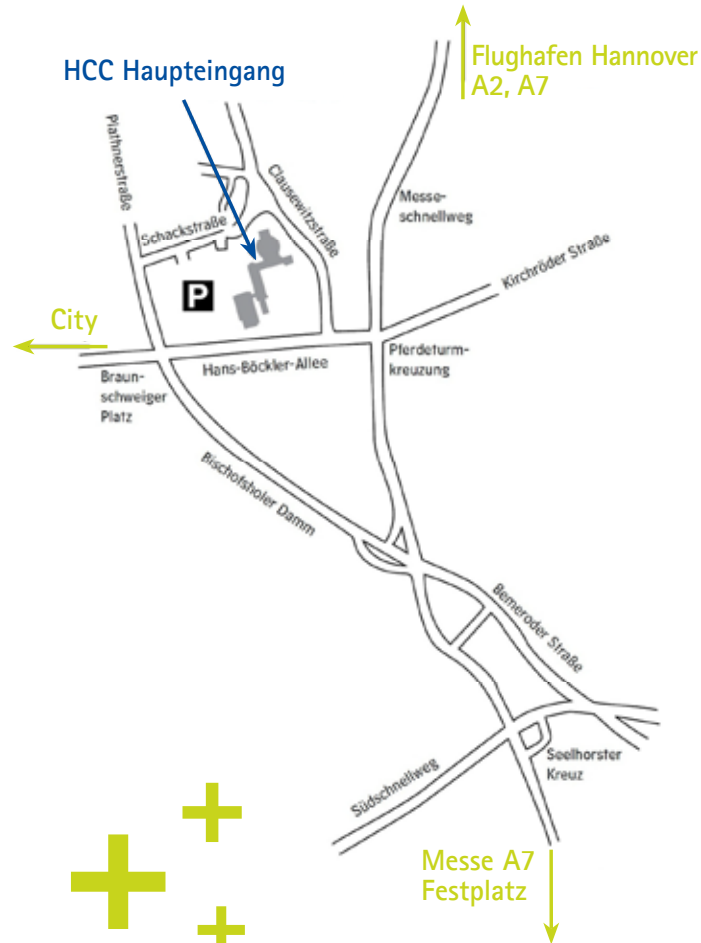 Flughafen Hannover
A2, A7
HCC Haupteingang
Plathnerstraße
Clausewitzstraße
Messe-
schnellweg
Schackstraße
Kirchröder Straße
P
City
Hans-Böckler-Allee
Pferdeturm-
kreuzung
Braun-
schweiger
Platz
Bischofsholer Damm
Bemeroder Straße
Seelhorster
Kreuz
Südschnellweg
Messe A7
Festplatz